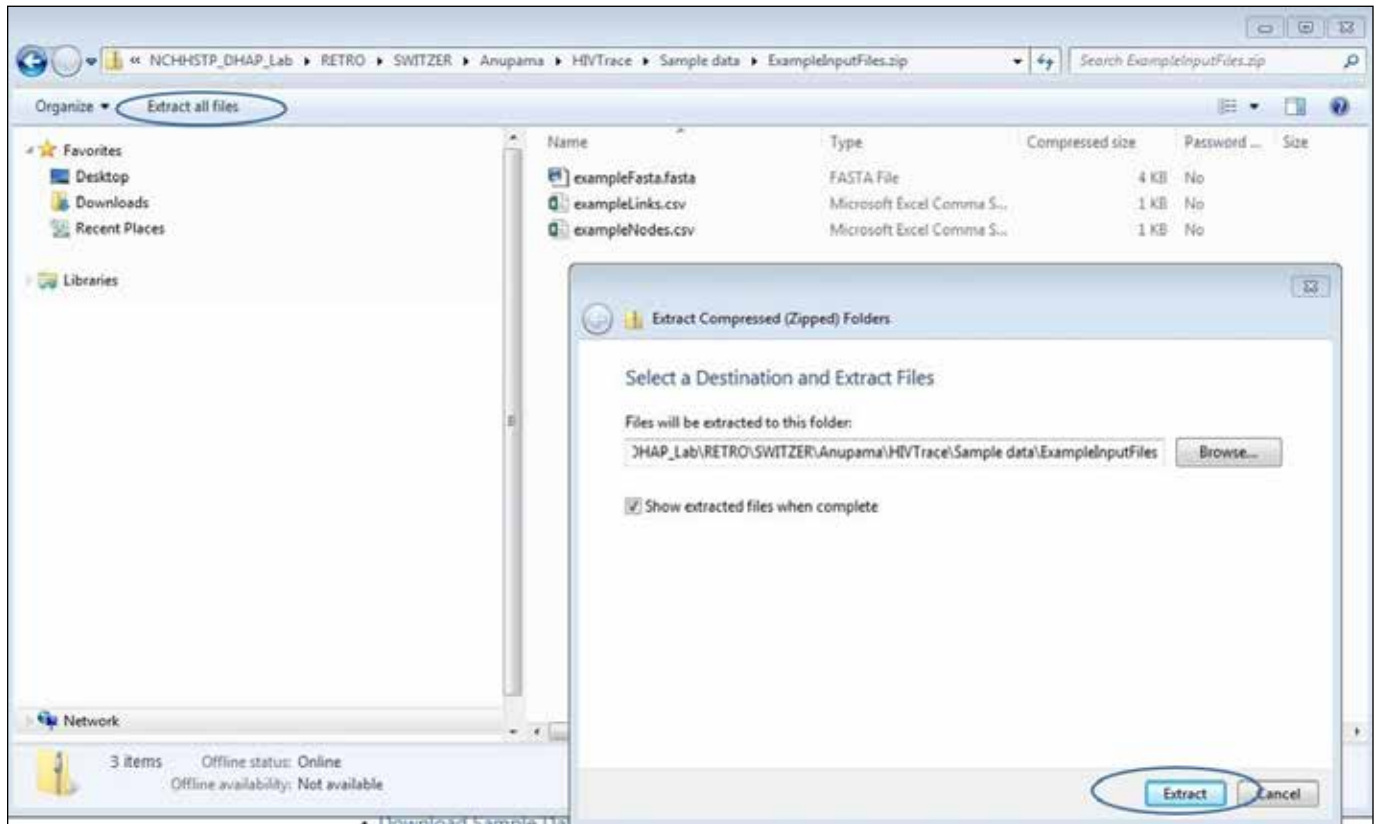 « NCHHSTP_DHAP_Lab ▸ RETRO ▸ SWITZER ▸ Anupama ▸ HIVTrace ▸ Sample data ▸ ExampleInputFiles.zip
Search ExampleInputFiles.zip
Organize Extract all files
Favorites
Desktop
Downloads
Recent Places
Libraries
Network
Name Type Compressed size Password ... Size
exampleFasta.fasta FASTA File 4 KB No
exampleLinks.csv Microsoft Excel Comma S... 1 KB No
exampleNodes.csv Microsoft Excel Comma S... 1 KB No
Extract Compressed (Zipped) Folders
Select a Destination and Extract Files
Files will be extracted to this folder:
DHAP_Lab\RETRO\SWITZER\Anupama\HIVTrace\Sample data\ExampleInputFiles Browse...
Show extracted files when complete
Extract Cancel
3 items Offline status: Online
Offline availability: Not available
• Download Sample Da